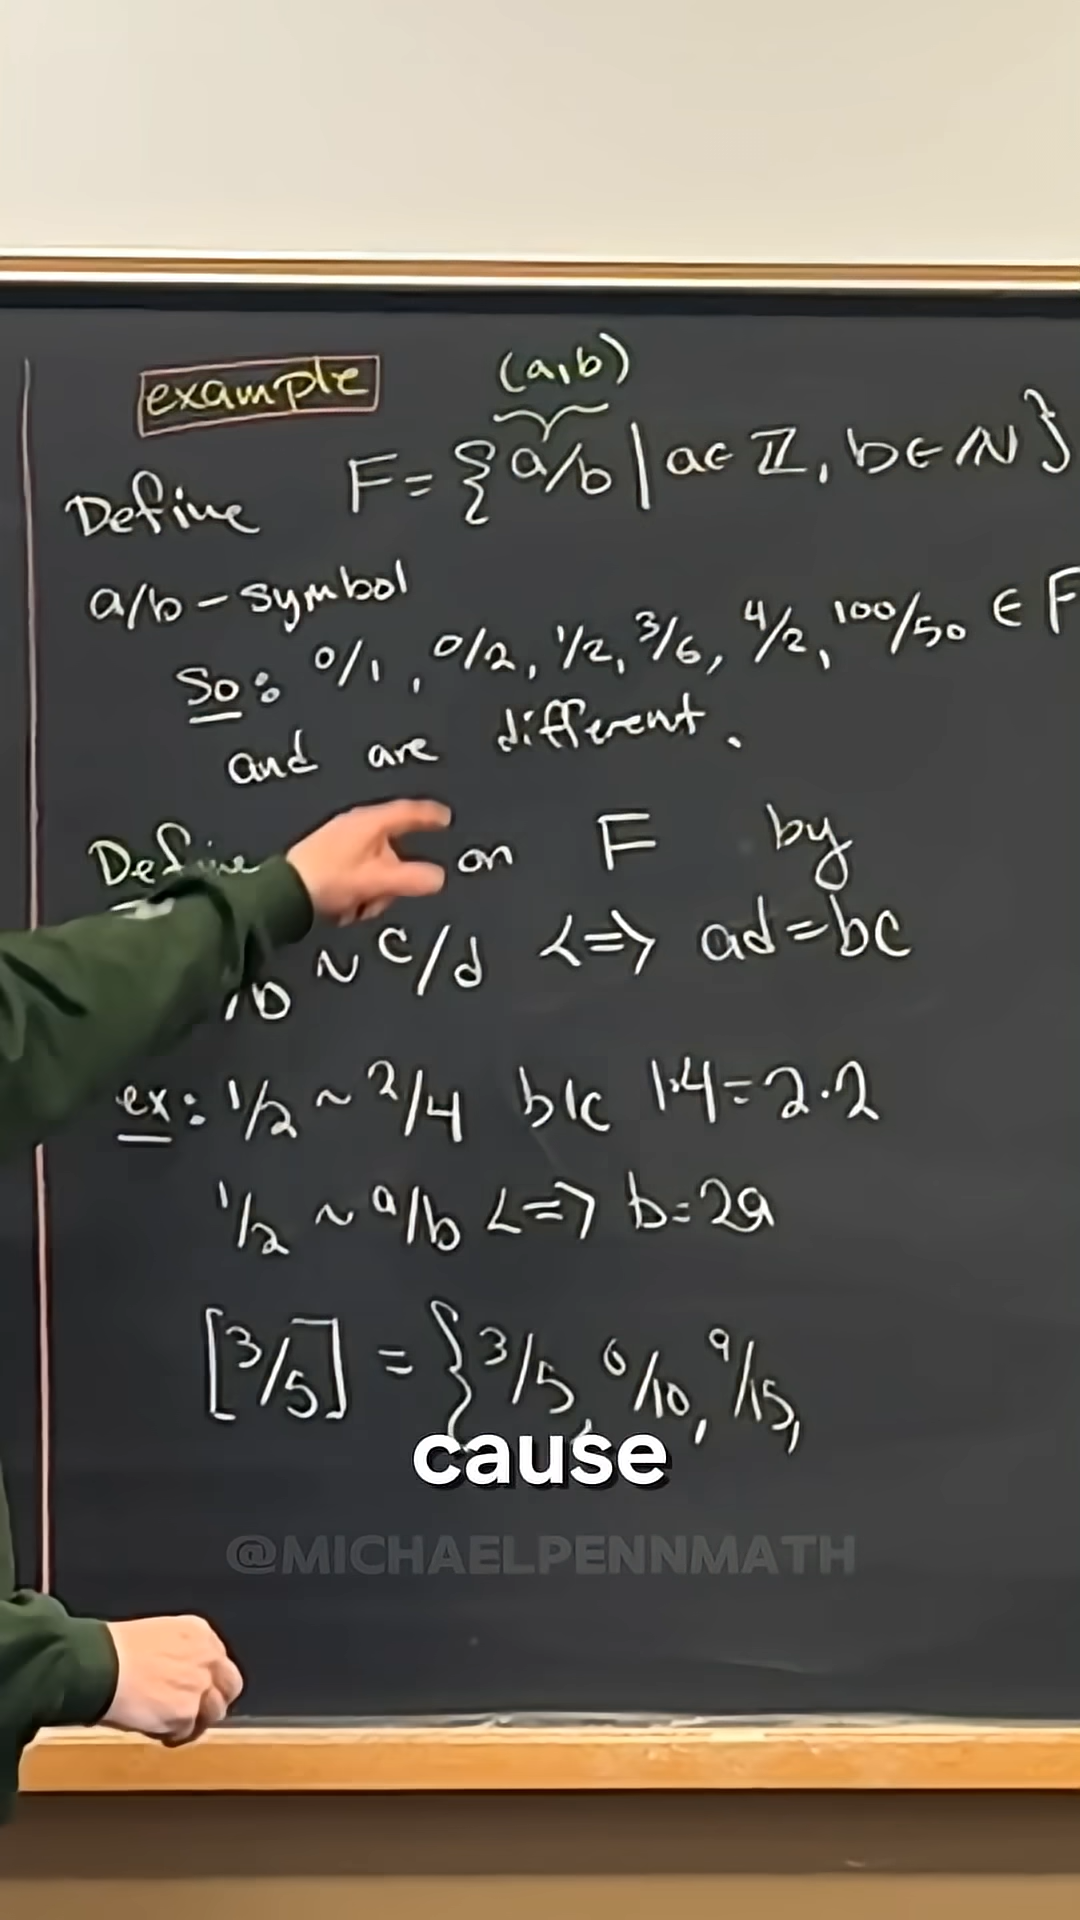 (a,b)
example
Define F = {a/b | a∈ℤ, b∈ℕ}
a/b – symbol
So: 0/1, 0/2, 1/2, 3/6, 4/2, 100/50 ∈ F
and are different.
Define on F by
/b ~ c/d <=> ad=bc
ex: 1/2 ~ 2/4 b/c 1·4=2·2
1/2 ~ a/b <=> b=2a
[3/5] = {3/5, 6/10, 9/15,
cause
@MICHAELPENNMATH